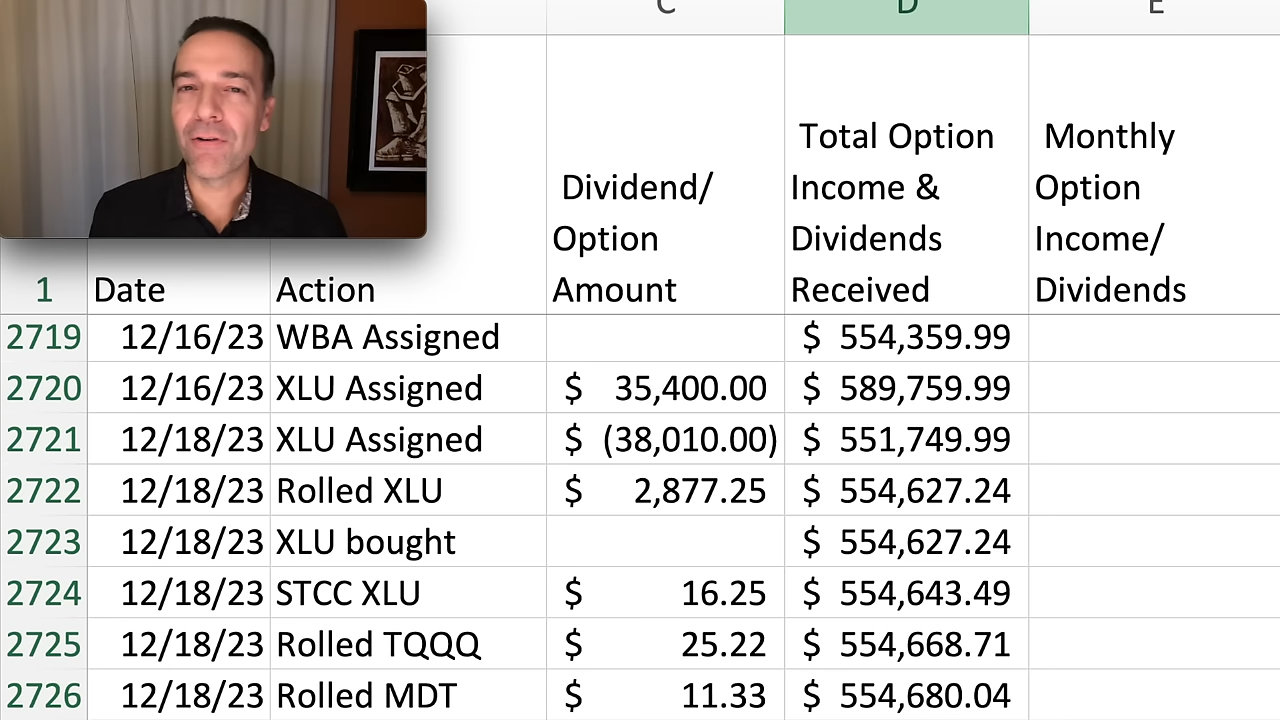 C D E
Total Option Monthly
Dividend/ Income & Option
Option Dividends Income/
1 Date Action Amount Received Dividends
2719 12/16/23 WBA Assigned $ 554,359.99
2720 12/16/23 XLU Assigned $ 35,400.00 $ 589,759.99
2721 12/18/23 XLU Assigned $ (38,010.00) $ 551,749.99
2722 12/18/23 Rolled XLU $ 2,877.25 $ 554,627.24
2723 12/18/23 XLU bought $ 554,627.24
2724 12/18/23 STCC XLU $ 16.25 $ 554,643.49
2725 12/18/23 Rolled TQQQ $ 25.22 $ 554,668.71
2726 12/18/23 Rolled MDT $ 11.33 $ 554,680.04